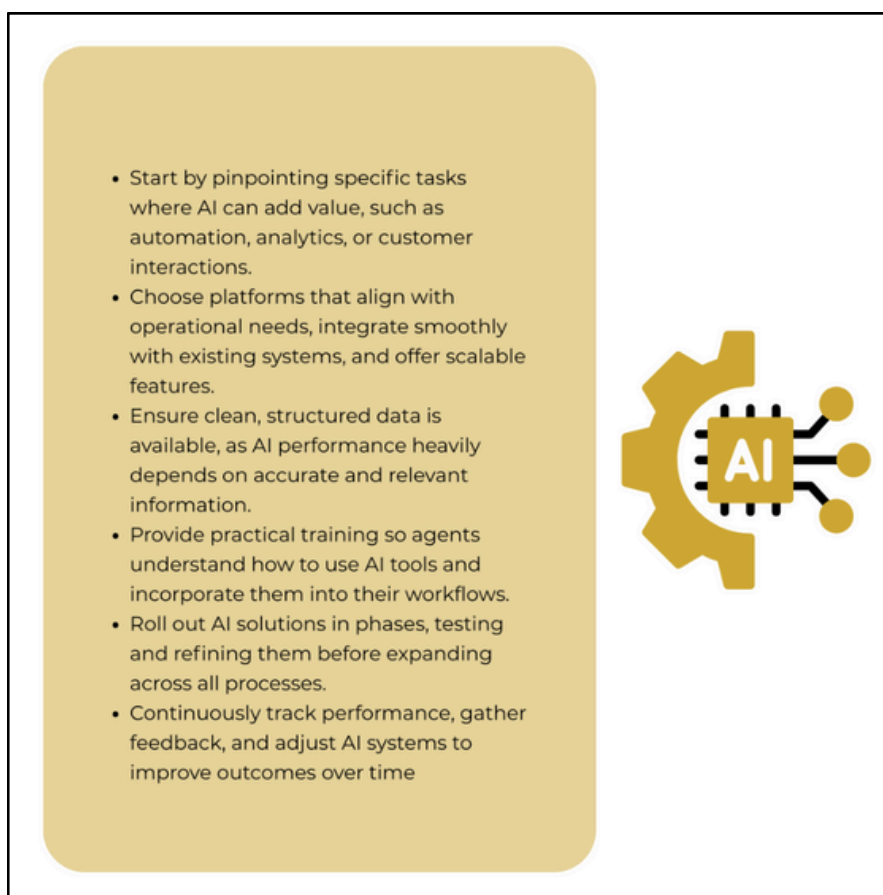 • Start by pinpointing specific tasks
where AI can add value, such as
automation, analytics, or customer
interactions.
• Choose platforms that align with
operational needs, integrate smoothly
with existing systems, and offer scalable
features.
• Ensure clean, structured data is
available, as AI performance heavily
depends on accurate and relevant
information.
• Provide practical training so agents
understand how to use AI tools and
incorporate them into their workflows.
• Roll out AI solutions in phases, testing
and refining them before expanding
across all processes.
• Continuously track performance, gather
feedback, and adjust AI systems to
improve outcomes over time
AI